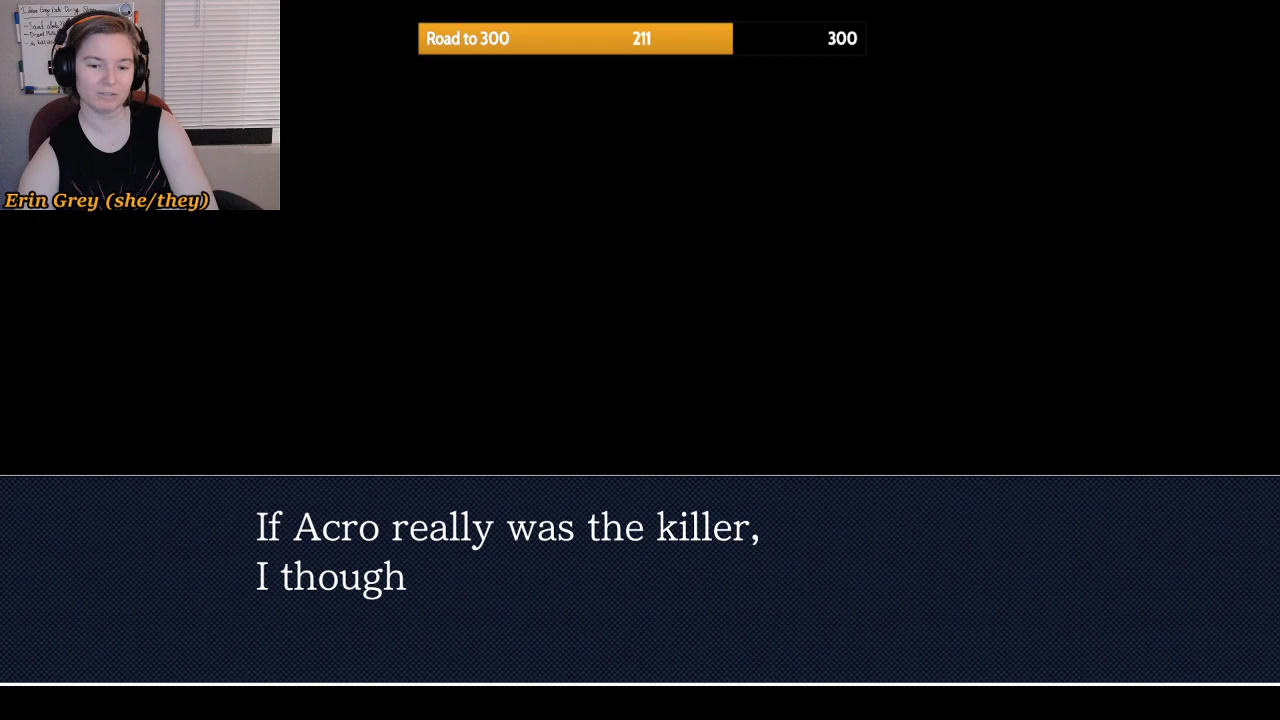 Road to 300 211 300
Erin Grey (she/they)
If Acro really was the killer,
I though